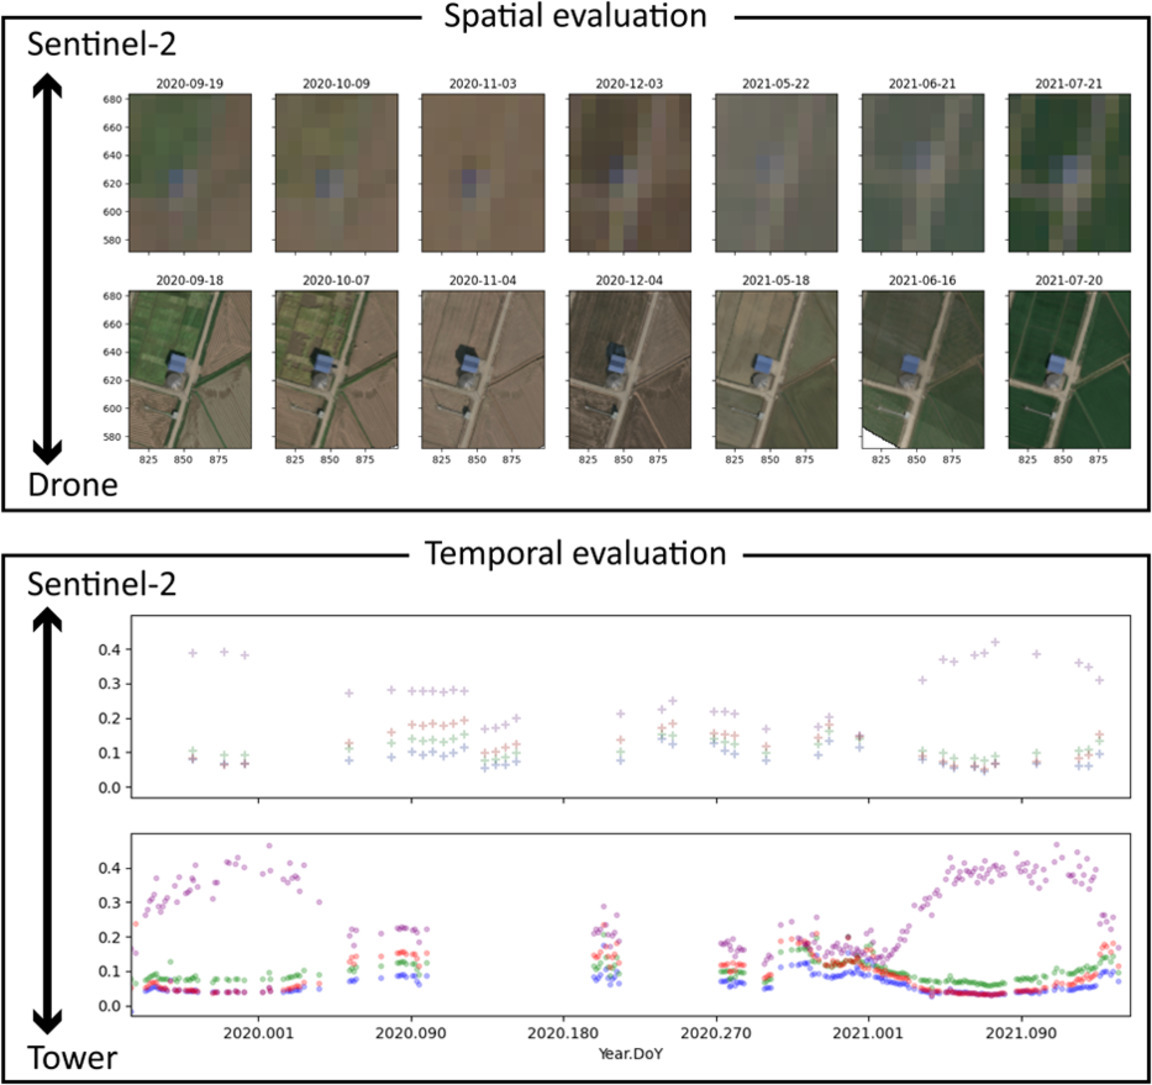 Spatial evaluation
Sentinel-2
2020-09-19 2020-10-09 2020-11-03 2020-12-03 2021-05-22 2021-06-21 2021-07-21
680
660
640
620
600
580
2020-09-18 2020-10-07 2020-11-04 2020-12-04 2021-05-18 2021-06-16 2021-07-20
680
660
640
620
600
580
825 850 875 825 850 875 825 850 875 825 850 875 825 850 875 825 850 875 825 850 875
Drone
Temporal evaluation
Sentinel-2
0.4
0.3
0.2
0.1
0.0
0.4
0.3
0.2
0.1
0.0
2020.001 2020.090 2020.180 2020.270 2021.001 2021.090
Year.DoY
Tower